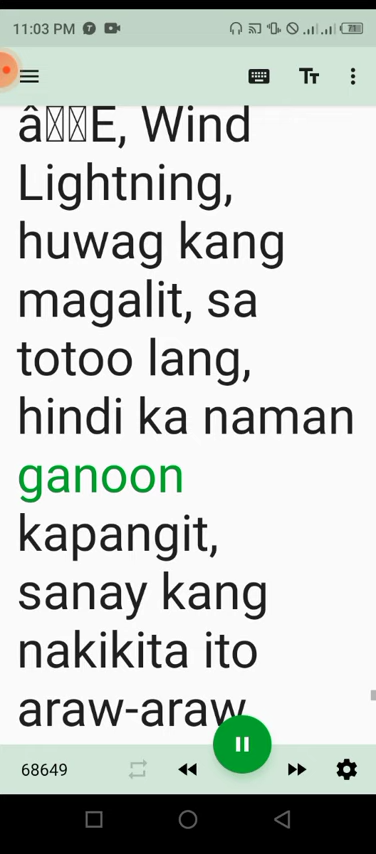 11:03 PM
â□□E, Wind
Lightning,
huwag kang
magalit, sa
totoo lang,
hindi ka naman
ganoon
kapangit,
sanay kang
nakikita ito
araw-araw
68649